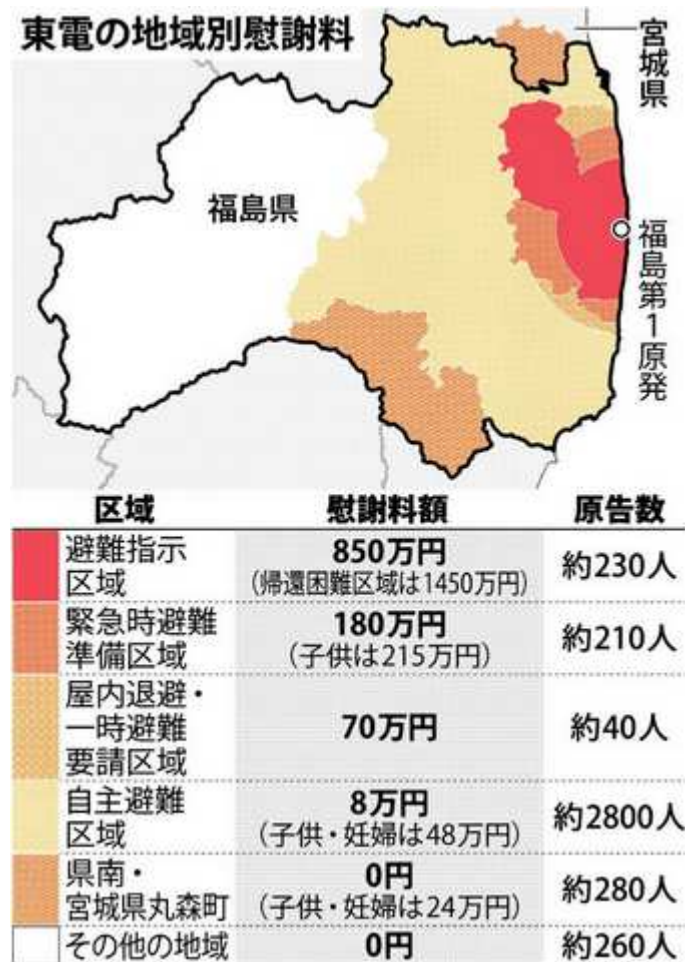 東電の地域別慰謝料
宮城県
福島県
福島第1原発
区域 慰謝料額 原告数
避難指示
区域
850万円
(帰還困難区域は1450万円)
約230人
緊急時避難
準備区域
180万円
(子供は215万円)
約210人
屋内退避・
一時避難
要請区域
70万円
約40人
自主避難
区域
8万円
(子供・妊婦は48万円)
約2800人
県南・
宮城県丸森町
0円
(子供・妊婦は24万円)
約280人
その他の地域 0円 約260人